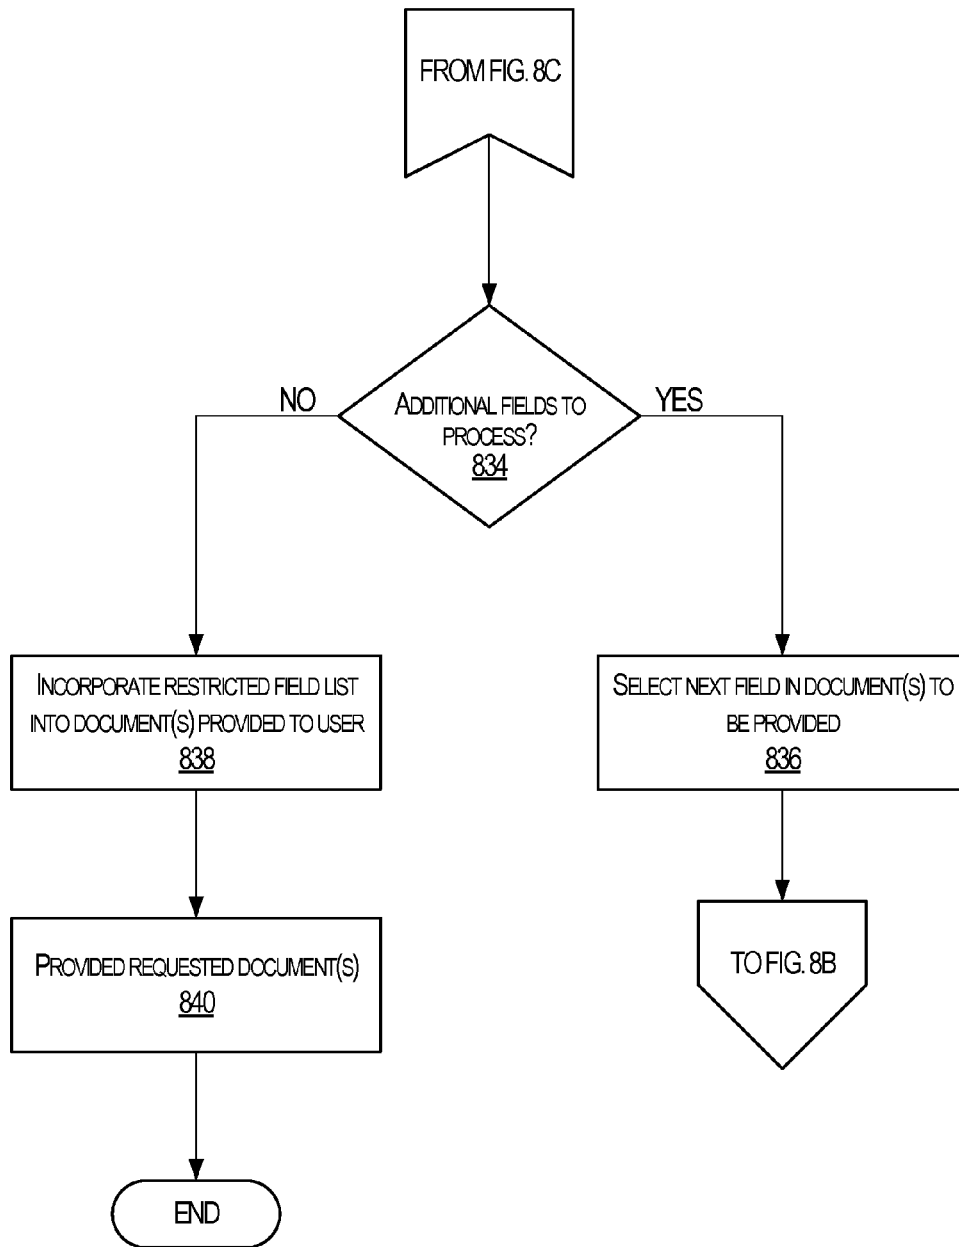 FROM FIG. 8C
NO
YES
ADDITIONAL FIELDS TO
PROCESS?
834
INCORPORATE RESTRICTED FIELD LIST
INTO DOCUMENT(S) PROVIDED TO USER
838
SELECT NEXT FIELD IN DOCUMENT(S) TO
BE PROVIDED
836
PROVIDED REQUESTED DOCUMENT(S)
840
TO FIG. 8B
END